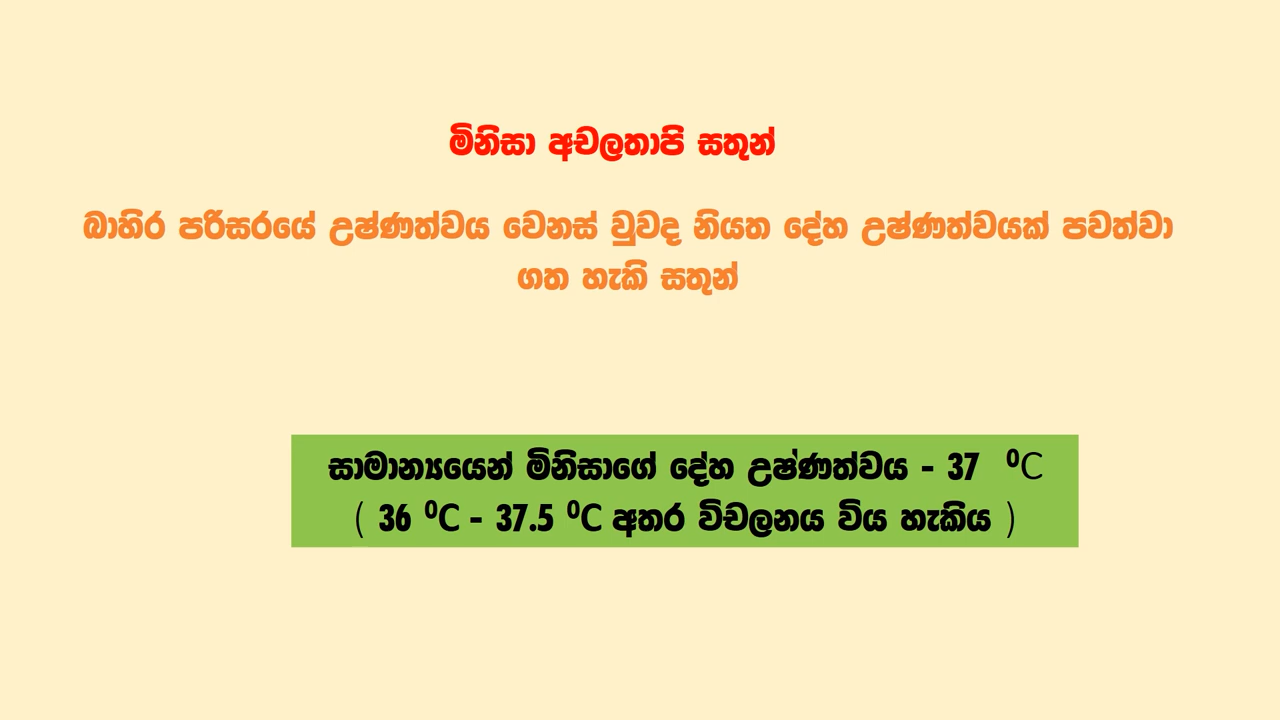 මිනිසා අචලතාපි සතුන්
බාහිර පරිසරයේ උෂ්ණත්වය වෙනස් වුවද නියත දේහ උෂ්ණත්වයක් පවත්වා
ගත හැකි සතුන්
සාමාන්‍යයෙන් මිනිසාගේ දේහ උෂ්ණත්වය - 37 ⁰C
( 36 ⁰C - 37.5 ⁰C අතර විචලනය විය හැකිය )